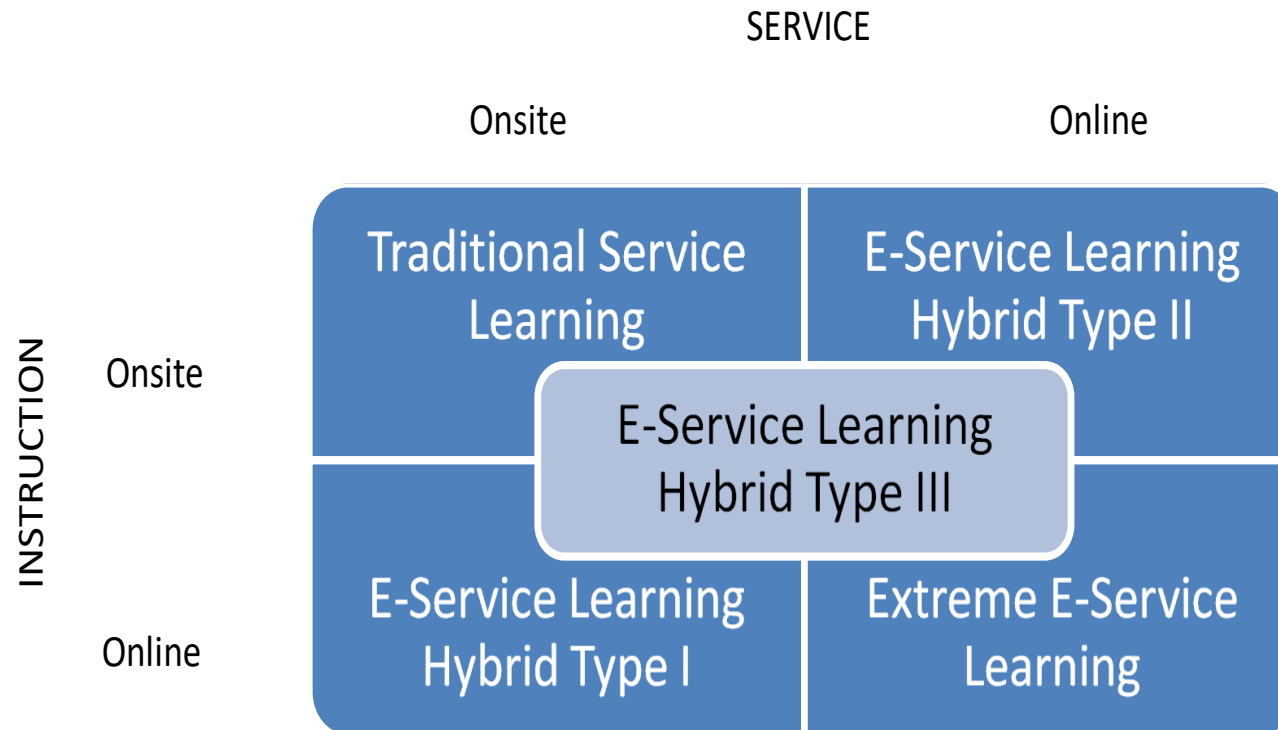 SERVICE
Onsite
Online
INSTRUCTION
Onsite
Online
Traditional Service
Learning
E-Service Learning
Hybrid Type II
E-Service Learning
Hybrid Type III
E-Service Learning
Hybrid Type I
Extreme E-Service
Learning